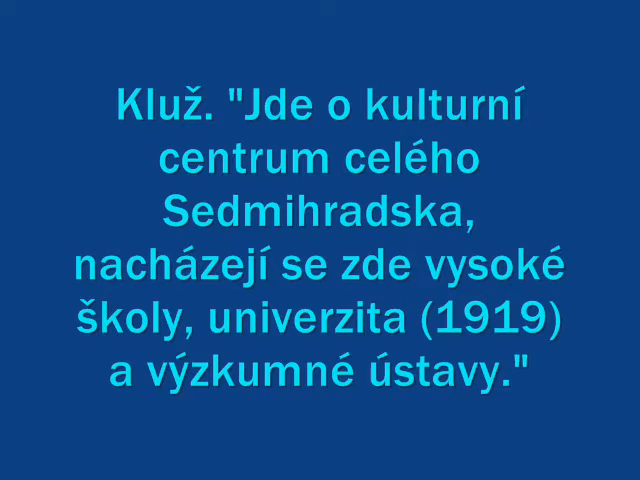 Kluž. "Jde o kulturní
centrum celého
Sedmihradska,
nacházejí se zde vysoké
školy, univerzita (1919)
a výzkumné ústavy."